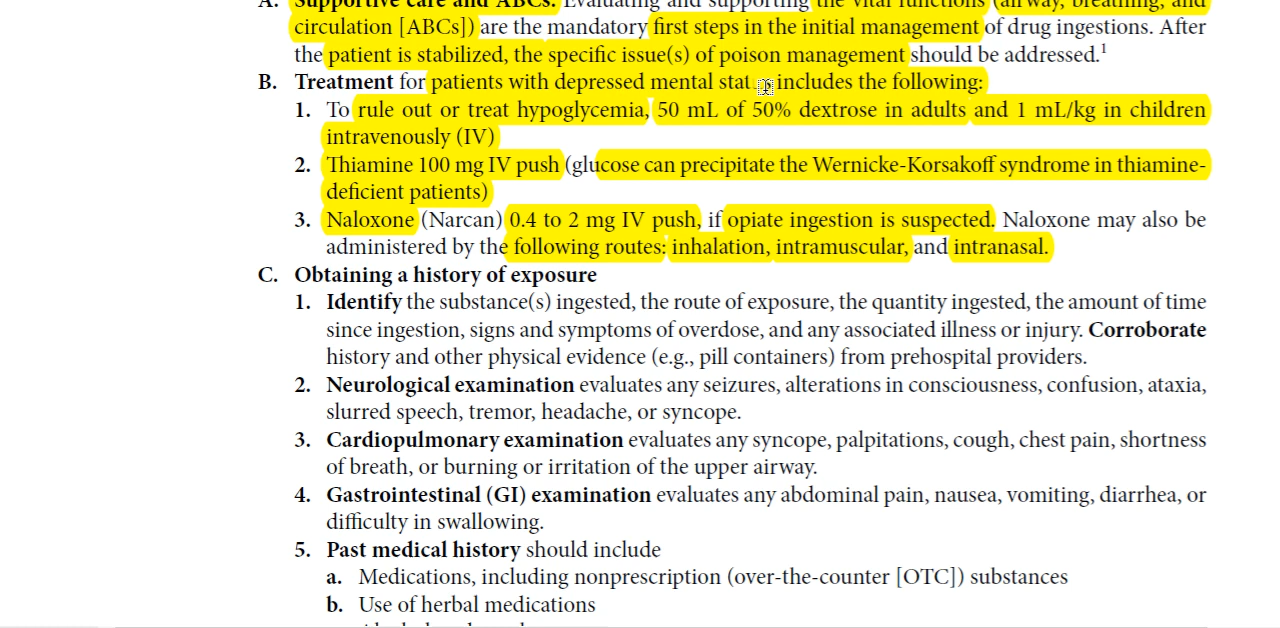 A. Supportive care and ABCs. Evaluating and supporting the vital functions (airway, breathing, and
circulation [ABCs]) are the mandatory first steps in the initial management of drug ingestions. After
the patient is stabilized, the specific issue(s) of poison management should be addressed.1
B. Treatment for patients with depressed mental status includes the following:
1. To rule out or treat hypoglycemia, 50 mL of 50% dextrose in adults and 1 mL/kg in children
intravenously (IV)
2. Thiamine 100 mg IV push (glucose can precipitate the Wernicke-Korsakoff syndrome in thiamine-
deficient patients)
3. Naloxone (Narcan) 0.4 to 2 mg IV push, if opiate ingestion is suspected. Naloxone may also be
administered by the following routes: inhalation, intramuscular, and intranasal.
C. Obtaining a history of exposure
1. Identify the substance(s) ingested, the route of exposure, the quantity ingested, the amount of time
since ingestion, signs and symptoms of overdose, and any associated illness or injury. Corroborate
history and other physical evidence (e.g., pill containers) from prehospital providers.
2. Neurological examination evaluates any seizures, alterations in consciousness, confusion, ataxia,
slurred speech, tremor, headache, or syncope.
3. Cardiopulmonary examination evaluates any syncope, palpitations, cough, chest pain, shortness
of breath, or burning or irritation of the upper airway.
4. Gastrointestinal (GI) examination evaluates any abdominal pain, nausea, vomiting, diarrhea, or
difficulty in swallowing.
5. Past medical history should include
a. Medications, including nonprescription (over-the-counter [OTC]) substances
b. Use of herbal medications